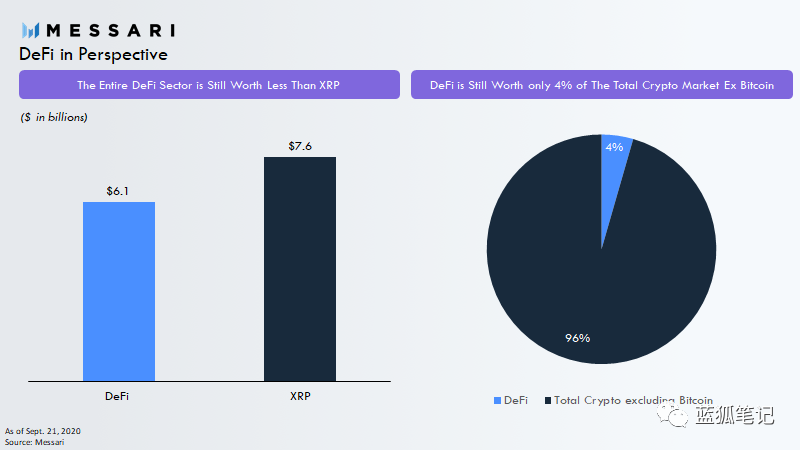 MESSARI
DeFi in Perspective
The Entire DeFi Sector is Still Worth Less Than XRP
DeFi is Still Worth only 4% of The Total Crypto Market Ex Bitcoin
($ in billions)
$6.1
$7.6
DeFi
XRP
4%
96%
DeFi
Total Crypto excluding Bitcoin
蓝狐笔记
As of Sept. 21, 2020
Source: Messari